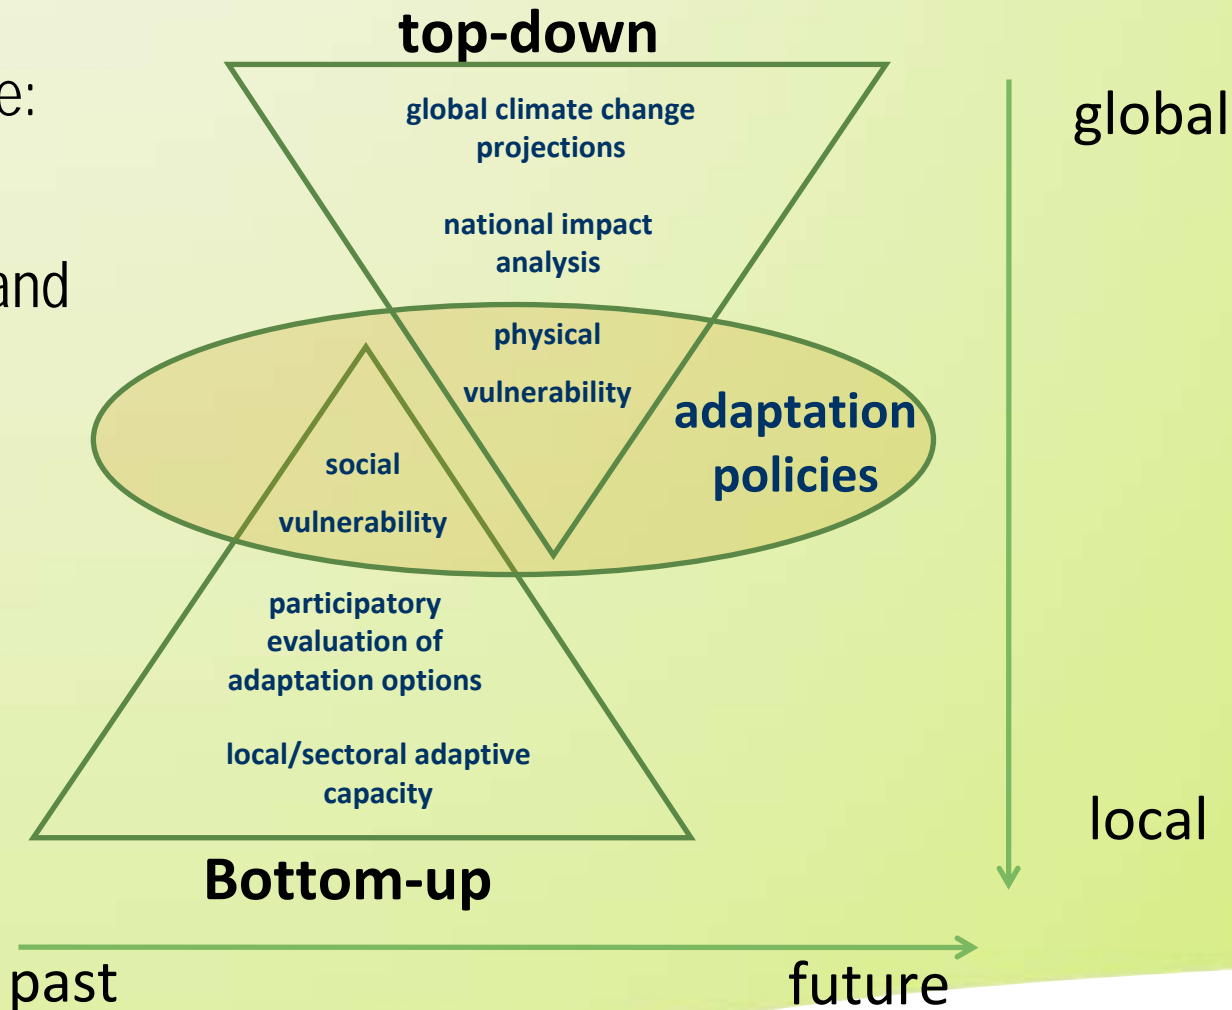 top-down
e:
global climate change
projections
global
national impact
analysis
and
physical
vulnerability
adaptation
policies
social
vulnerability
participatory
evaluation of
adaptation options
local/sectoral adaptive
capacity
local
Bottom-up
past
future